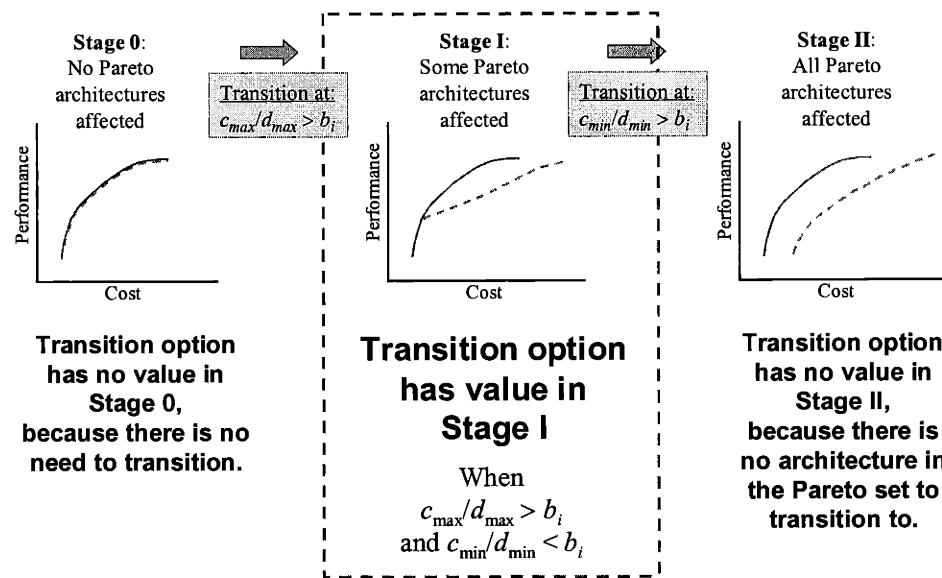 Stage 0:
No Pareto
architectures
affected
Transition at:
c_max/d_max > b_i
Stage I:
Some Pareto
architectures
affected
Transition at:
c_min/d_min > b_i
Stage II:
All Pareto
architectures
affected
Performance
Cost
Performance
Cost
Performance
Cost
Transition option
has no value in
Stage 0,
because there is no
need to transition.
Transition option
has value in
Stage I
When
c_max/d_max > b_i
and c_min/d_min < b_i
Transition option
has no value in
Stage II,
because there is
no architecture in
the Pareto set to
transition to.